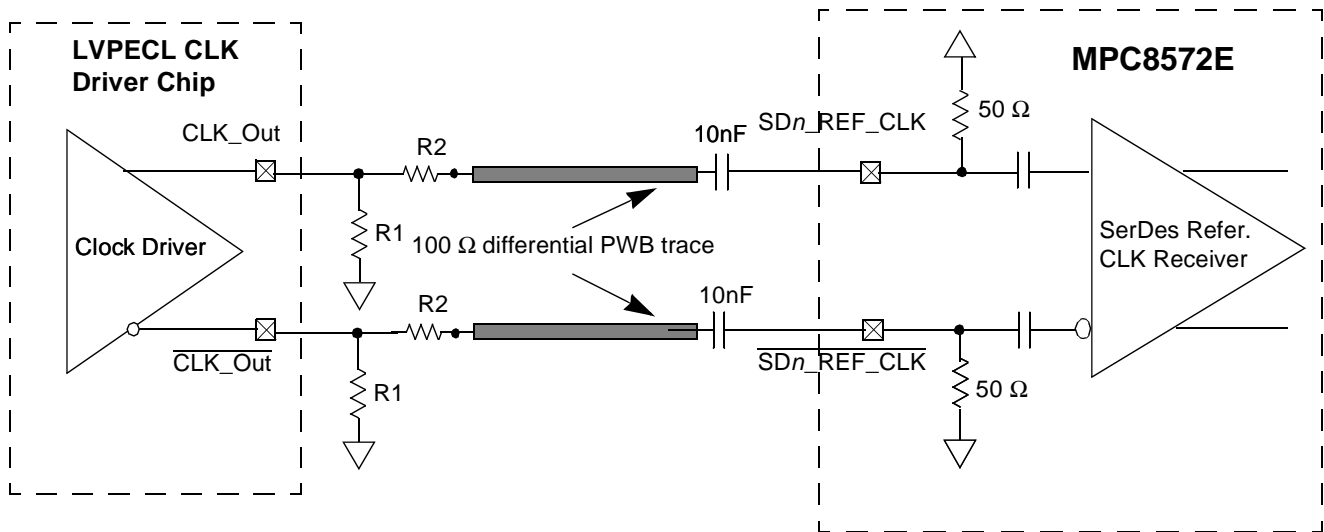 LVPECL CLK
Driver Chip
MPC8572E
CLK_Out
R2
10nF
SDn_REF_CLK
50 Ω
Clock Driver
R1
100 Ω differential PWB trace
SerDes Refer.
CLK Receiver
R2
10nF
CLK_Out
SDn_REF_CLK
R1
50 Ω